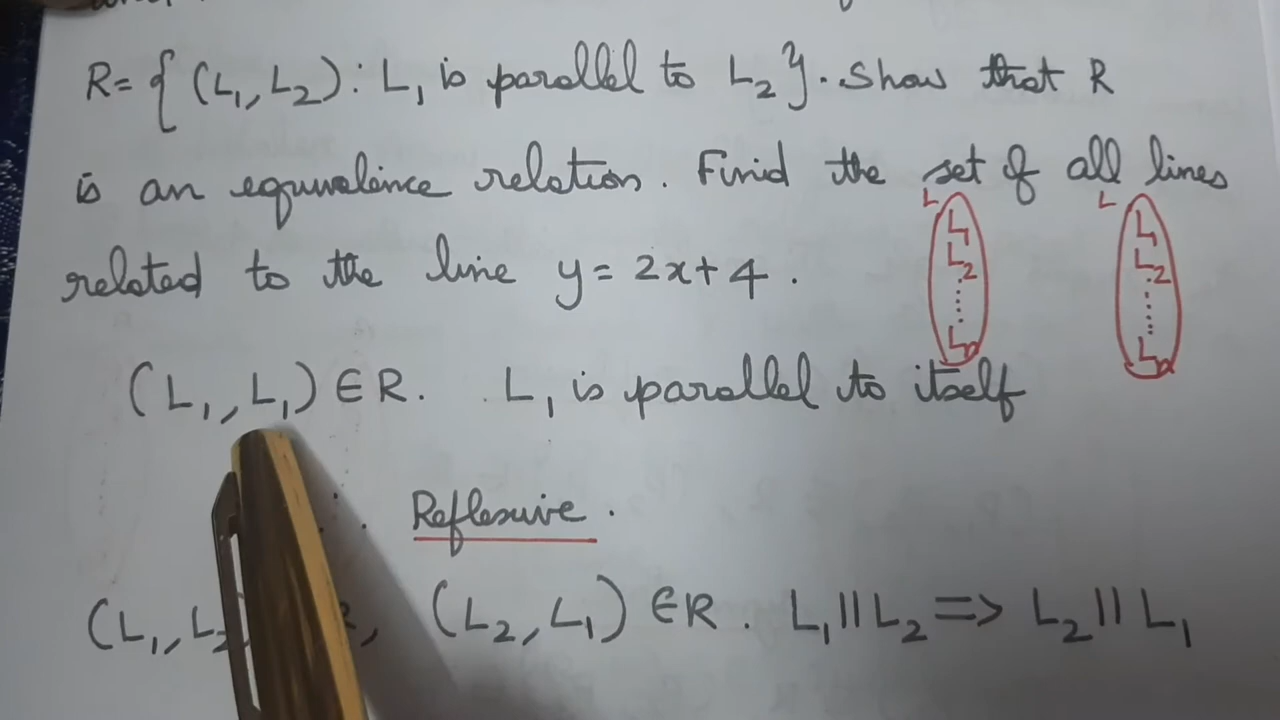 R = { (L₁, L₂) : L₁ is parallel to L₂ }. Show that R
is an equivalence relation. Find the set of all lines
related to the line y = 2x + 4.
L L₁ L₂ ..... Lₙ
L L₁ L₂ ..... Lₙ
(L₁, L₁) ∈ R. L₁ is parallel to itself
∴ Reflexive.
(L₁, L₂ , (L₂, L₁) ∈ R. L₁ || L₂ => L₂ || L₁